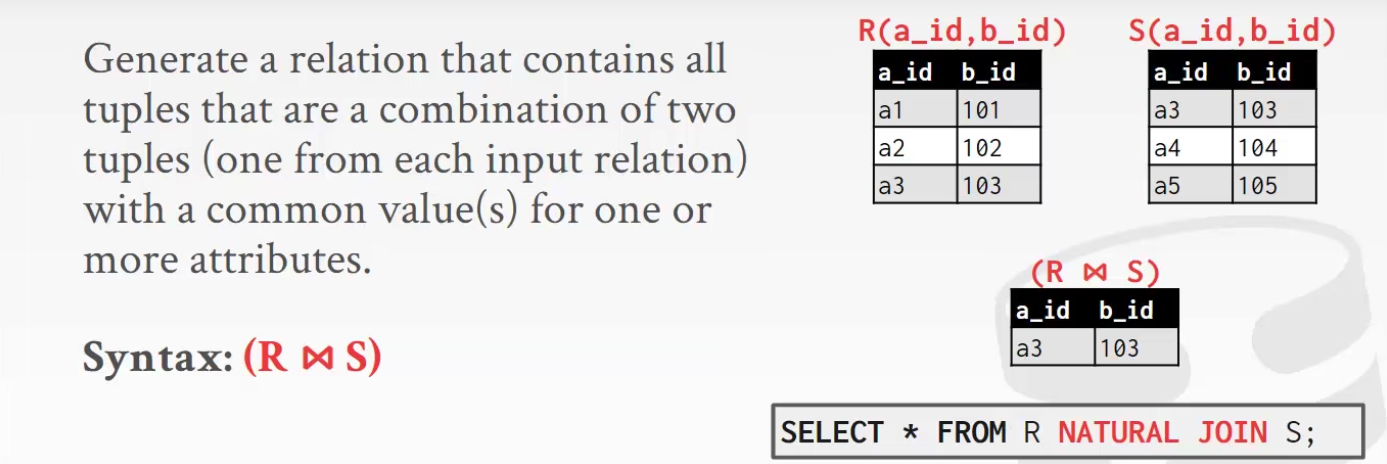 Generate a relation that contains all
tuples that are a combination of two
tuples (one from each input relation)
with a common value(s) for one or
more attributes.
Syntax: (R ⋈ S)
R(a_id,b_id)
a_id b_id
a1 101
a2 102
a3 103
S(a_id,b_id)
a_id b_id
a3 103
a4 104
a5 105
(R ⋈ S)
a_id b_id
a3 103
SELECT * FROM R NATURAL JOIN S;